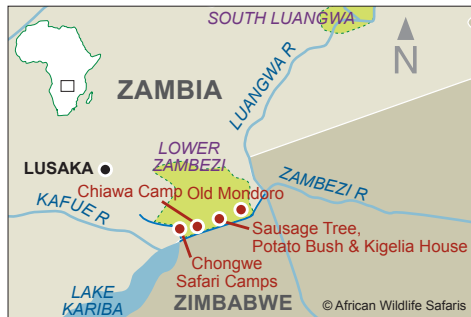 SOUTH LUANGWA
LUANGWA R
N
ZAMBIA
LOWER
ZAMBEZI
LUSAKA
Chiawa Camp
Old Mondoro
ZAMBEZI R
KAFUE R
Sausage Tree,
Potato Bush & Kigelia House
Chongwe
Safari Camps
LAKE
KARIBA
ZIMBABWE
© African Wildlife Safaris